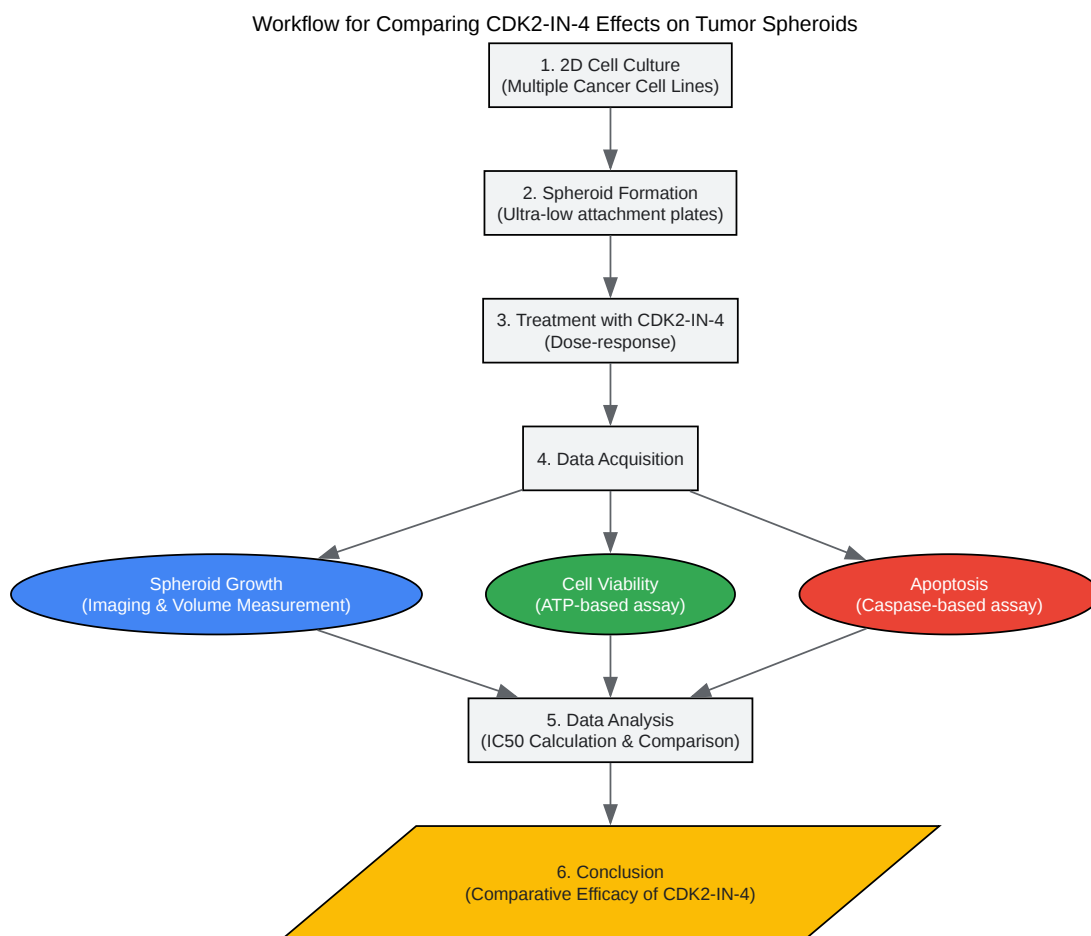 Workflow for Comparing CDK2-IN-4 Effects on Tumor Spheroids
1. 2D Cell Culture
(Multiple Cancer Cell Lines)
2. Spheroid Formation
(Ultra-low attachment plates)
3. Treatment with CDK2-IN-4
(Dose-response)
4. Data Acquisition
Spheroid Growth
(Imaging & Volume Measurement)
Cell Viability
(ATP-based assay)
Apoptosis
(Caspase-based assay)
5. Data Analysis
(IC50 Calculation & Comparison)
6. Conclusion
(Comparative Efficacy of CDK2-IN-4)